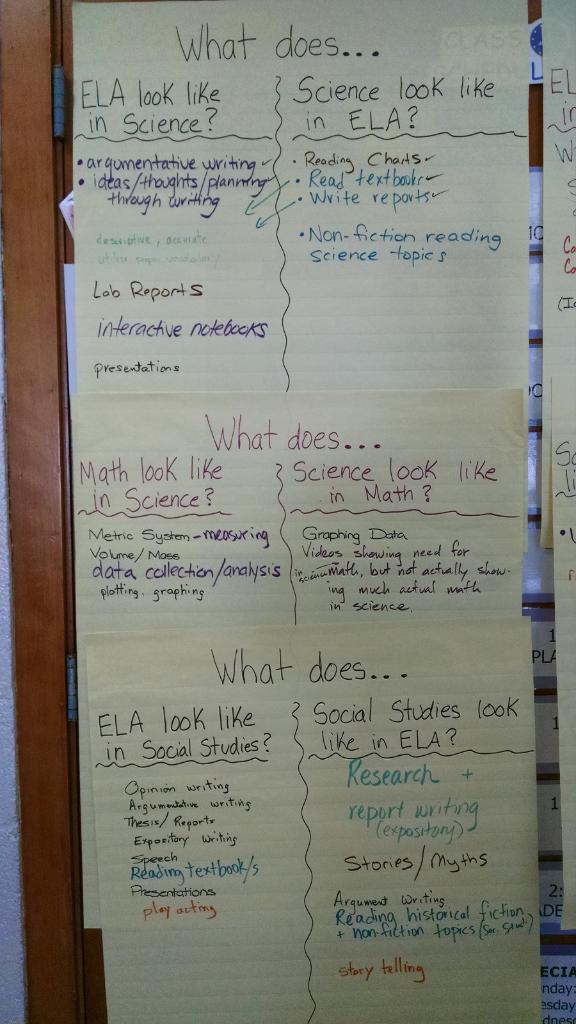 What does...
ELA look like
in Science?
• argumentative writing
• ideas/thoughts/planning
through writing
descriptive, accurate
Lab Reports
interactive notebooks
presentations
Science look like
in ELA?
• Reading Charts
• Read textbooks
• Write reports
• Non-fiction reading
science topics
What does...
Math look like
in Science?
Metric System - measuring
Volume/Mass
data collection/analysis
plotting, graphing
Science look like
in Math?
Graphing Data
Videos showing need for
in science math, but not actually show-
ing much actual math
in science.
What does...
ELA look like
in Social Studies?
Opinion writing
Argumentative writing
Thesis/Reports
Expository Writing
Speech
Reading textbook/s
Presentations
play acting
Social Studies look
like in ELA?
Research +
report writing
(expository)
Stories/Myths
Argument Writing
Reading historical fiction
+ non-fiction topics
story telling